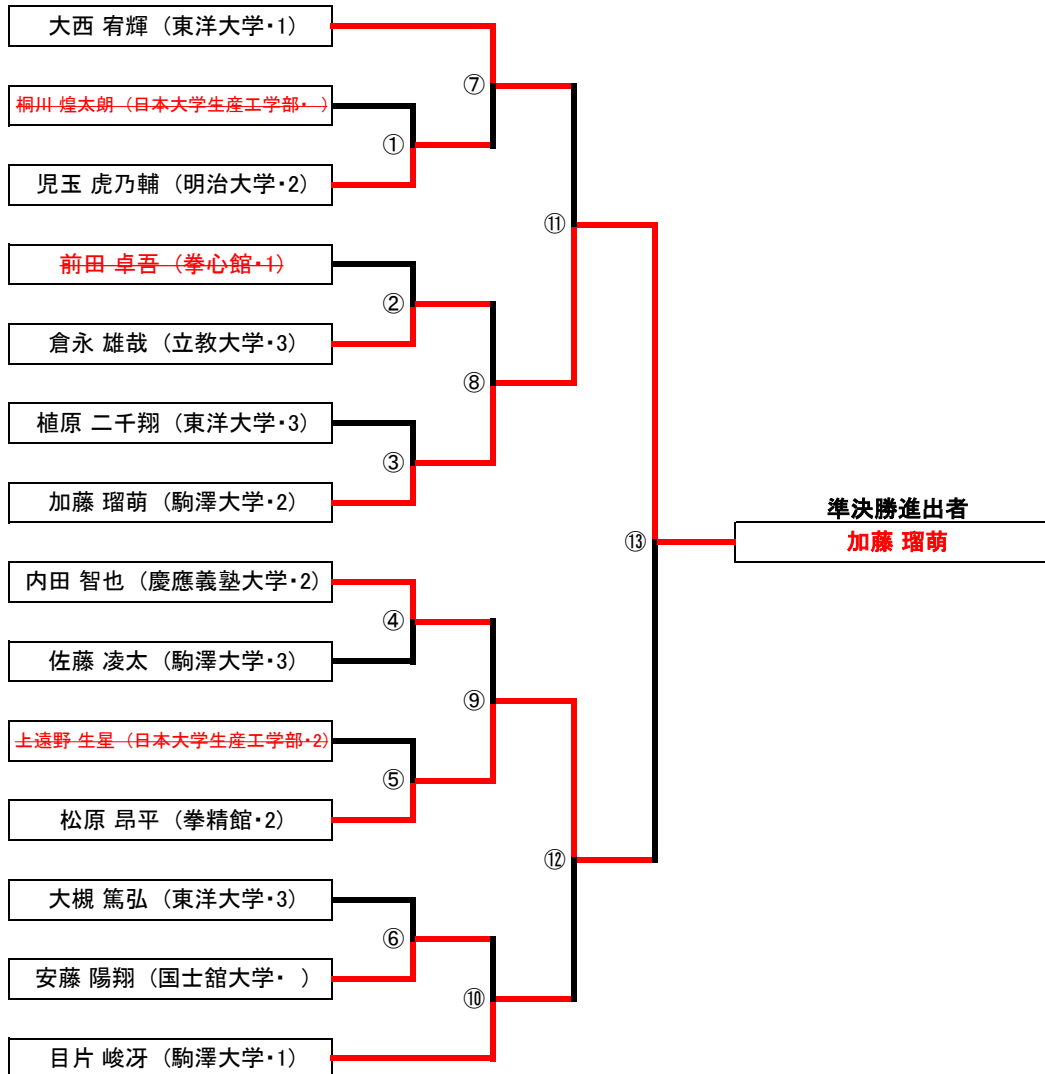 大西 宥輝 (東洋大学・1)
⑦
桐川 煌太朗 (日本大学生産工学部・ )
①
児玉 虎乃輔 (明治大学・2)
⑪
前田 卓吾 (拳心館・1)
②
倉永 雄哉 (立教大学・3)
⑧
植原 二千翔 (東洋大学・3)
③
加藤 瑠萌 (駒澤大学・2)
準決勝進出者
⑬
加藤 瑠萌
内田 智也 (慶應義塾大学・2)
④
佐藤 凌太 (駒澤大学・3)
⑨
上遠野 生星 (日本大学生産工学部・2)
⑤
松原 昂平 (拳精館・2)
⑫
大槻 篤弘 (東洋大学・3)
⑥
安藤 陽翔 (国士舘大学・ )
⑩
目片 峻冴 (駒澤大学・1)